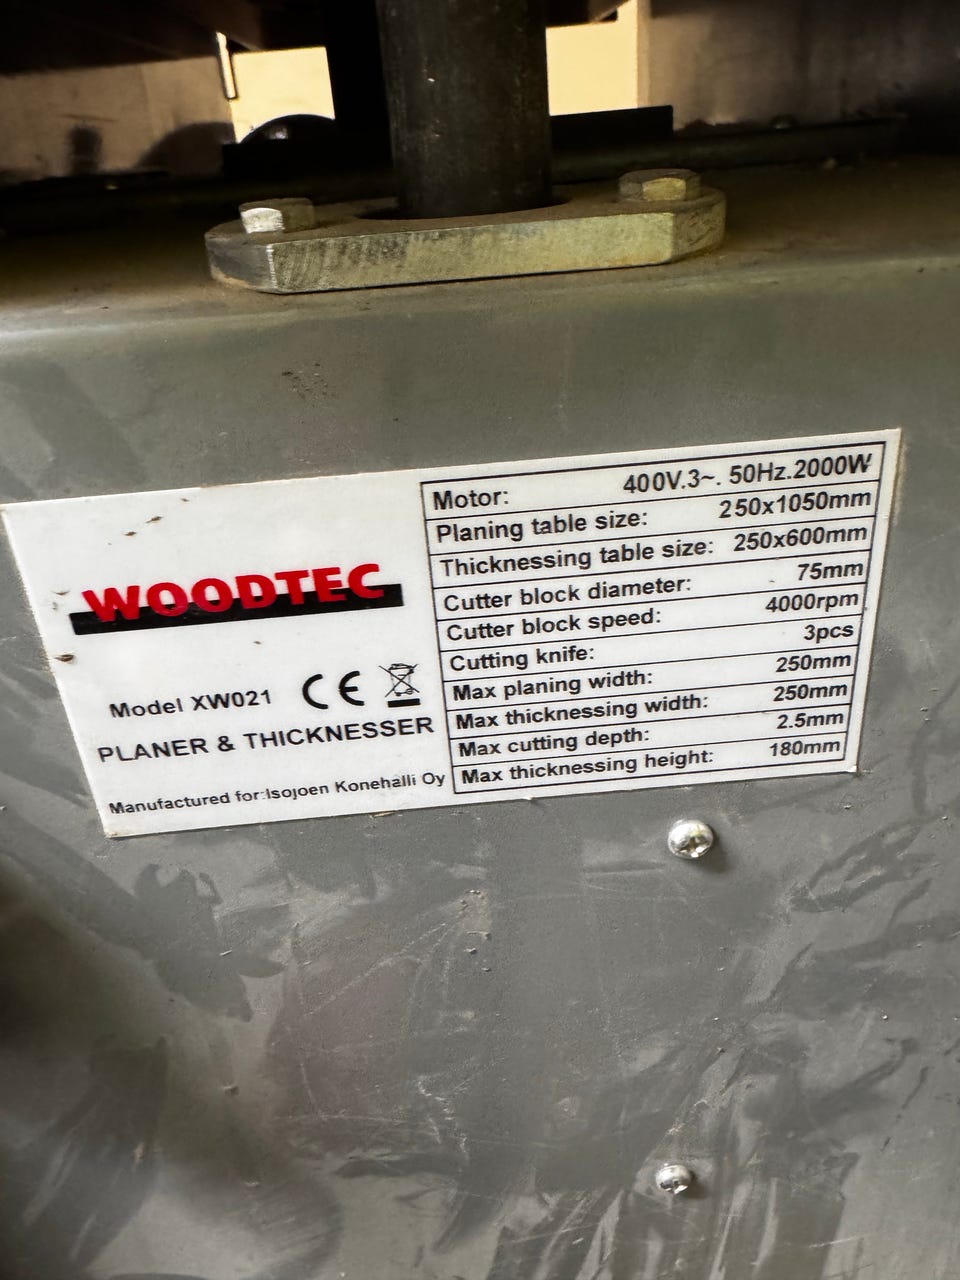 WOODTEC
Model XW021 CE
PLANER & THICKNESSER
Manufactured for:Isojoen Konehalli Oy
Motor: 400V.3~. 50Hz.2000W
Planing table size: 250x1050mm
Thicknessing table size: 250x600mm
Cutter block diameter: 75mm
Cutter block speed: 4000rpm
Cutting knife: 3pcs
Max planing width: 250mm
Max thicknessing width: 250mm
Max cutting depth: 2.5mm
Max thicknessing height: 180mm